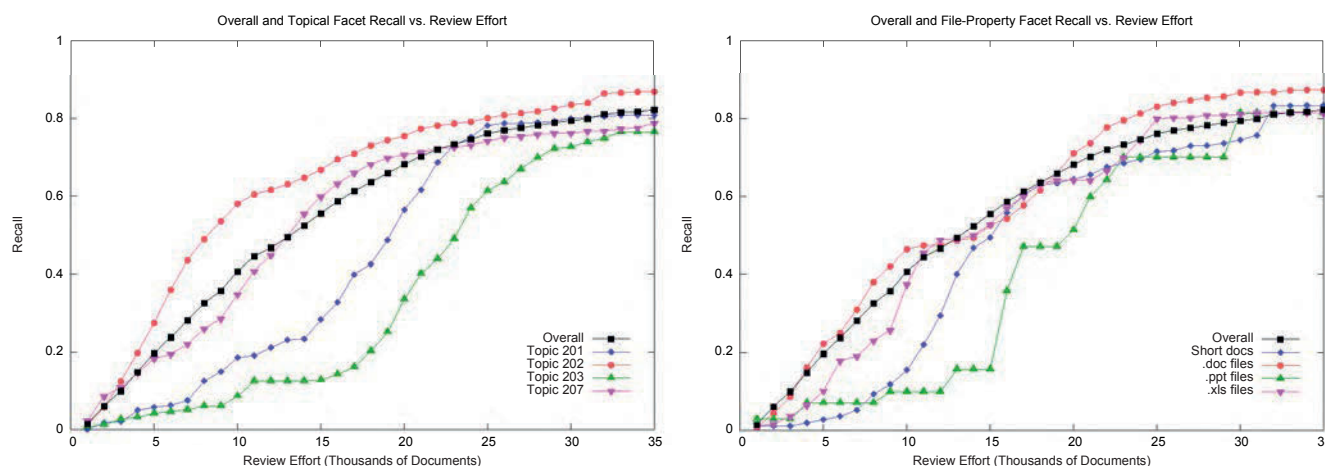 Overall and Topical Facet Recall vs. Review Effort
1
0.8
0.6
0.4
0.2
0
Recall
0 5 10 15 20 25 30 35
Review Effort (Thousands of Documents)
Overall
Topic 201
Topic 202
Topic 203
Topic 207
Overall and File-Property Facet Recall vs. Review Effort
1
0.8
0.6
0.4
0.2
0
Recall
0 5 10 15 20 25 30 35
Review Effort (Thousands of Documents)
Overall
Short docs
.doc files
.ppt files
.xls files